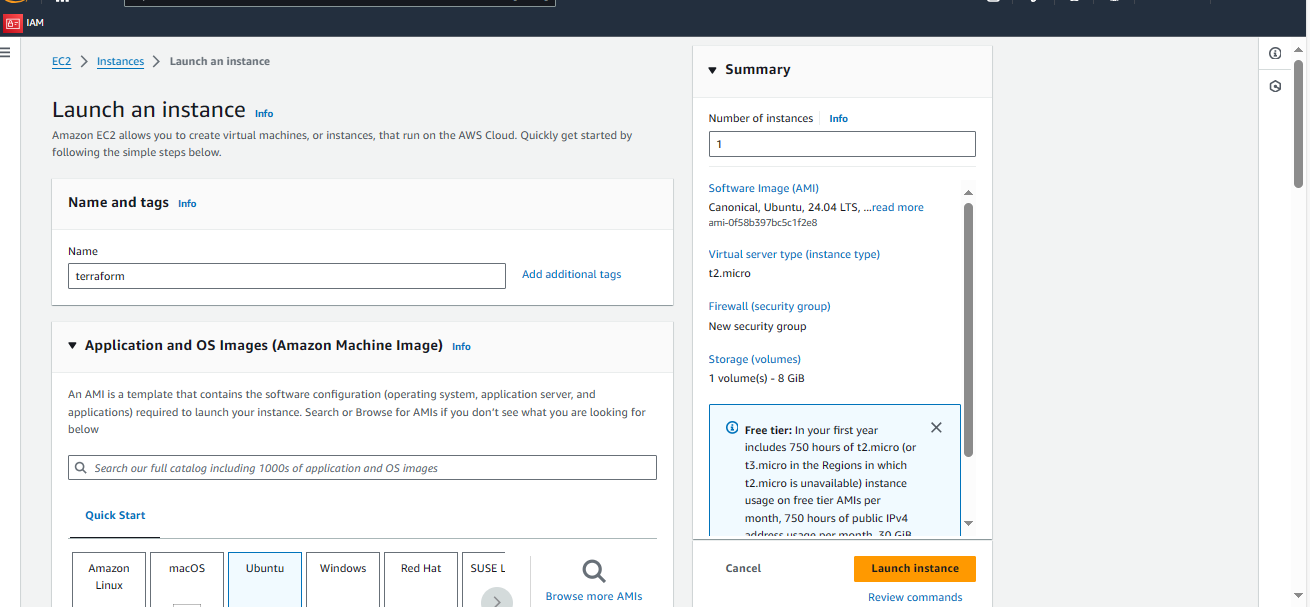 IAM
EC2 Instances Launch an instance
Launch an instance Info
Amazon EC2 allows you to create virtual machines, or instances, that run on the AWS Cloud. Quickly get started by
following the simple steps below.
Name and tags Info
Name
terraform Add additional tags
Application and OS Images (Amazon Machine Image) Info
An AMI is a template that contains the software configuration (operating system, application server, and
applications) required to launch your instance. Search or Browse for AMIs if you don't see what you are looking for
below
Search our full catalog including 1000s of application and OS images
Quick Start
Amazon
Linux
macOS
Ubuntu
Windows
Red Hat
SUSE L
Browse more AMIs
Summary
Number of instances Info
1
Software Image (AMI)
Canonical, Ubuntu, 24.04 LTS, ...read more
ami-0f58b397bc5c1f2e8
Virtual server type (instance type)
t2.micro
Firewall (security group)
New security group
Storage (volumes)
1 volume(s) - 8 GiB
Free tier: In your first year
includes 750 hours of t2.micro (or
t3.micro in the Regions in which
t2.micro is unavailable) instance
usage on free tier AMIs per
month, 750 hours of public IPv4
address usage per month, 30 GiB
Cancel
Launch instance
Review commands